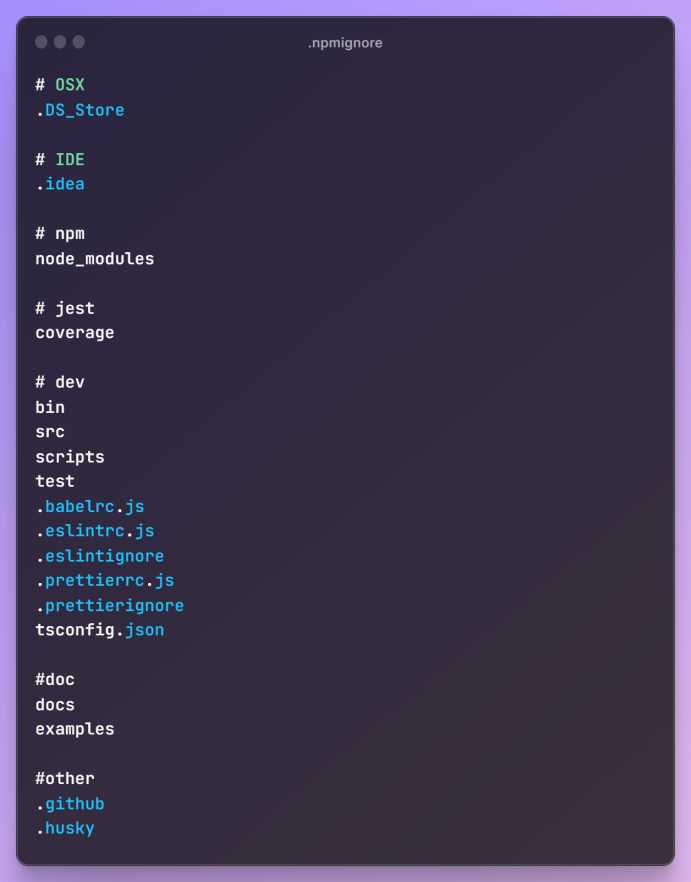 .npmignore
# OSX
.DS_Store
# IDE
.idea
# npm
node_modules
# jest
coverage
# dev
bin
src
scripts
test
.babelrc.js
.eslintrc.js
.eslintignore
.prettierrc.js
.prettierignore
tsconfig.json
#doc
docs
examples
#other
.github
.husky